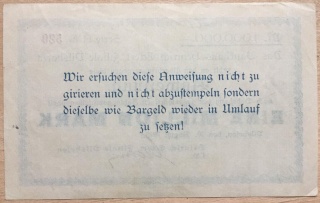 Wir ersuchen diese Anweisung nicht zu
girieren und nicht abzustempeln sondern
dieselbe wie Bargeld wieder in Umlauf
zu setzen!